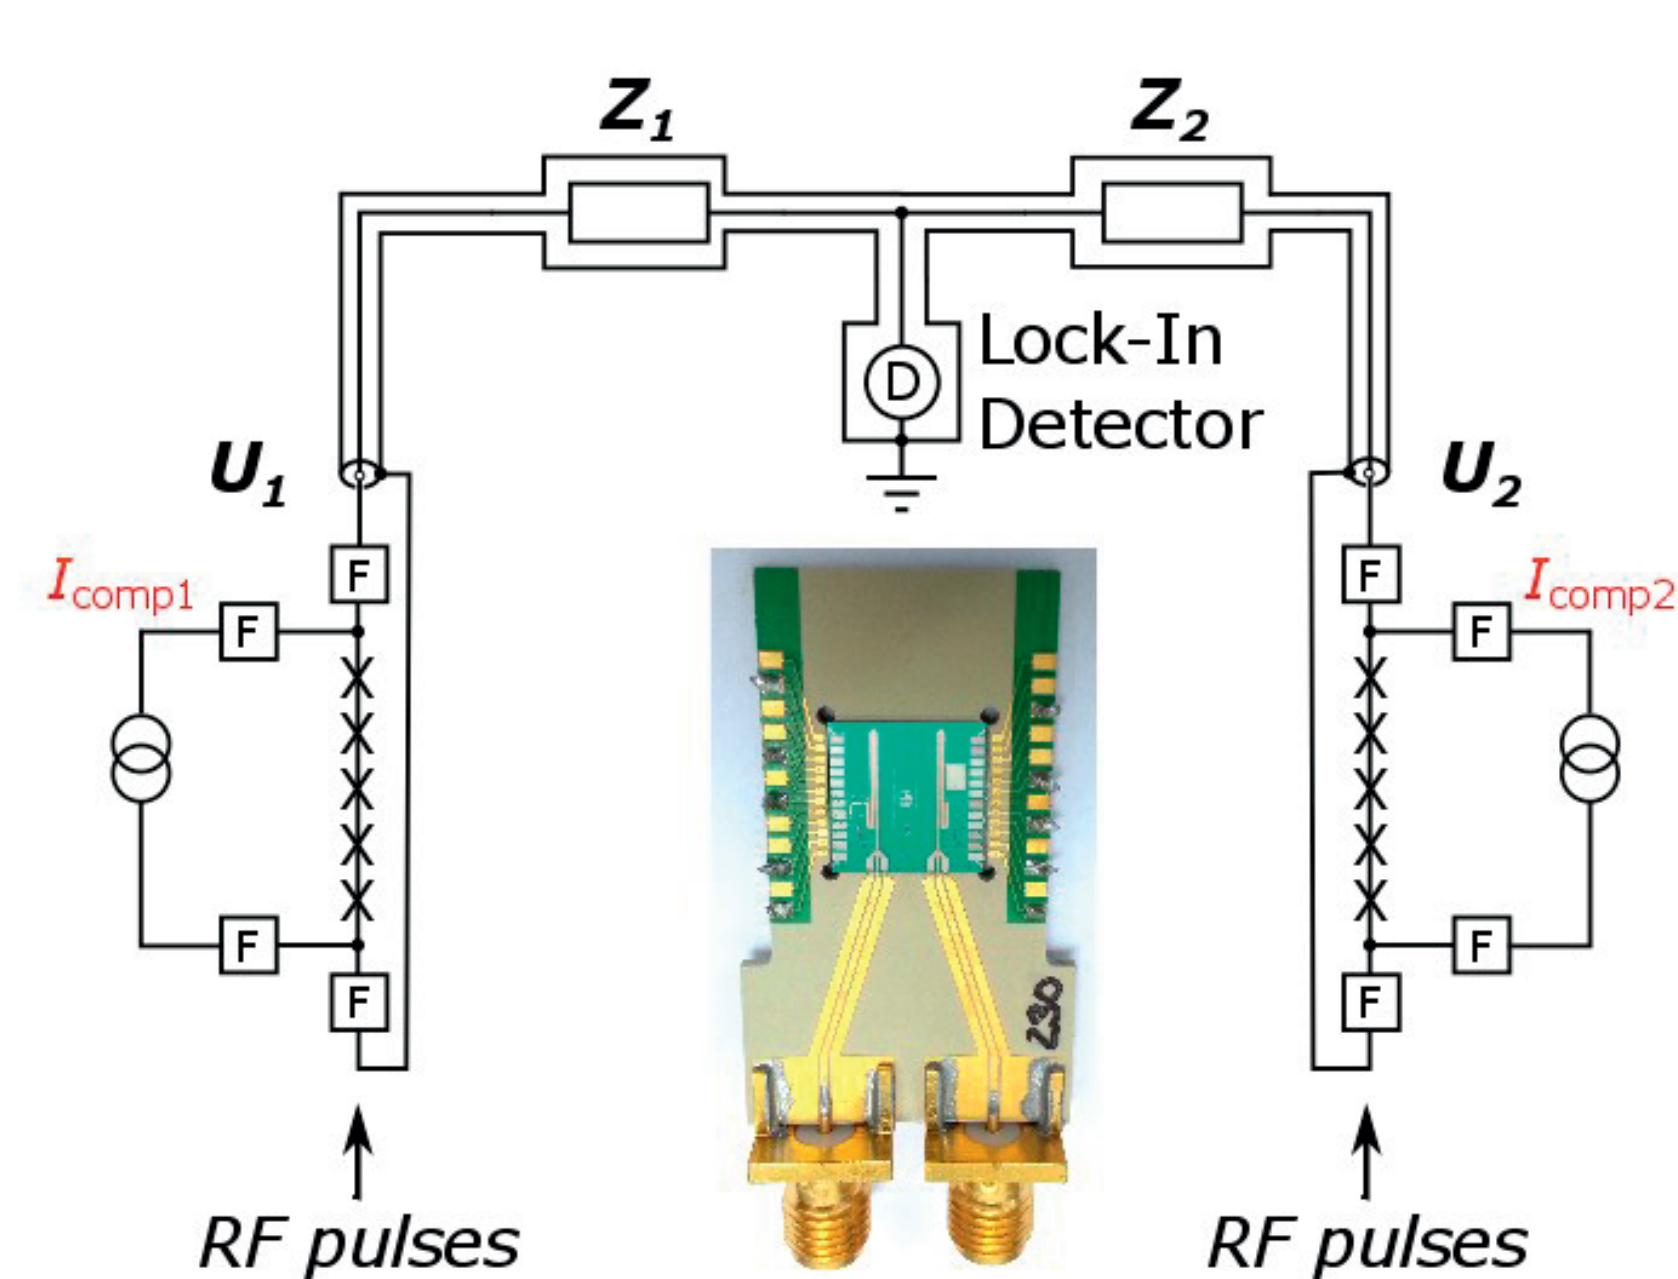 Z1
Z2
Lock-In
Detector
D
U1
U2
Icomp1
Icomp2
F
F
F
F
F
F
F
F
X
X
X
X
X
X
X
X
X
X
230
RF pulses
RF pulses